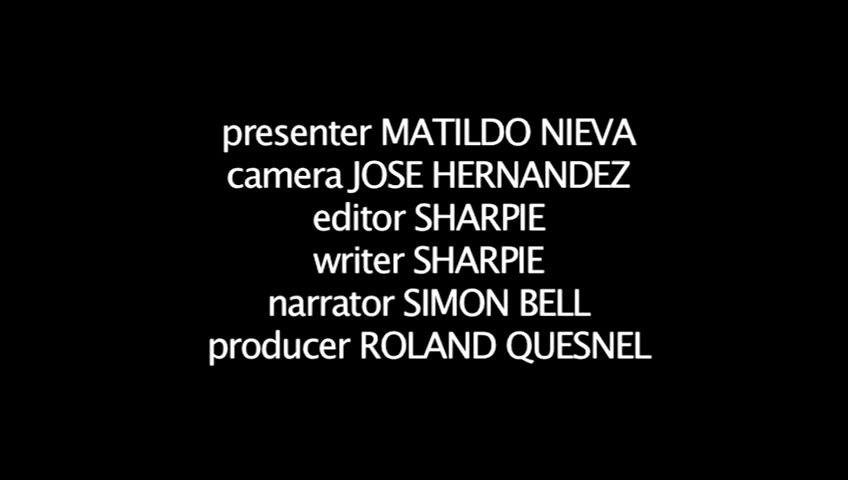 presenter MATILDO NIEVA
camera JOSE HERNANDEZ
editor SHARPIE
writer SHARPIE
narrator SIMON BELL
producer ROLAND QUESNEL